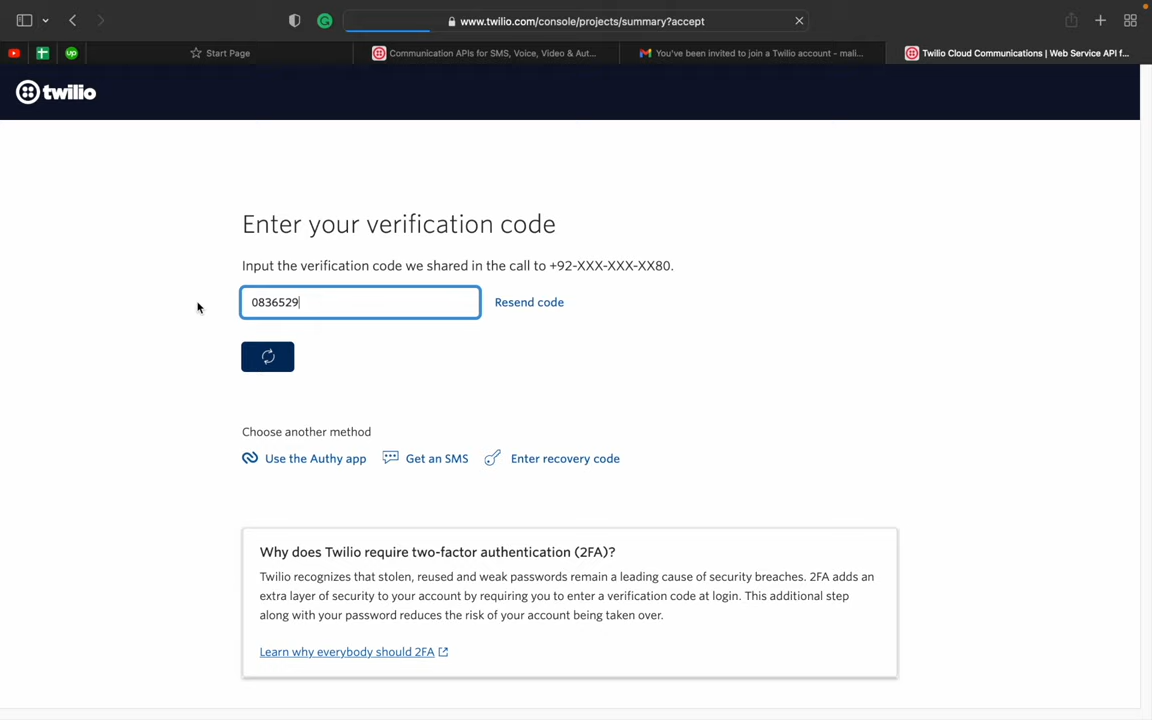 www.twilio.com/console/projects/summary?accept
up
Start Page
Communication APIs for SMS, Voice, Video & Aut...
You've been invited to join a Twilio account - mali...
Twilio Cloud Communications | Web Service API f...
twilio
Enter your verification code
Input the verification code we shared in the call to +92-XXX-XXX-XX80.
0836529
Resend code
Choose another method
Use the Authy app
Get an SMS
Enter recovery code
Why does Twilio require two-factor authentication (2FA)?
Twilio recognizes that stolen, reused and weak passwords remain a leading cause of security breaches. 2FA adds an
extra layer of security to your account by requiring you to enter a verification code at login. This additional step
along with your password reduces the risk of your account being taken over.
Learn why everybody should 2FA